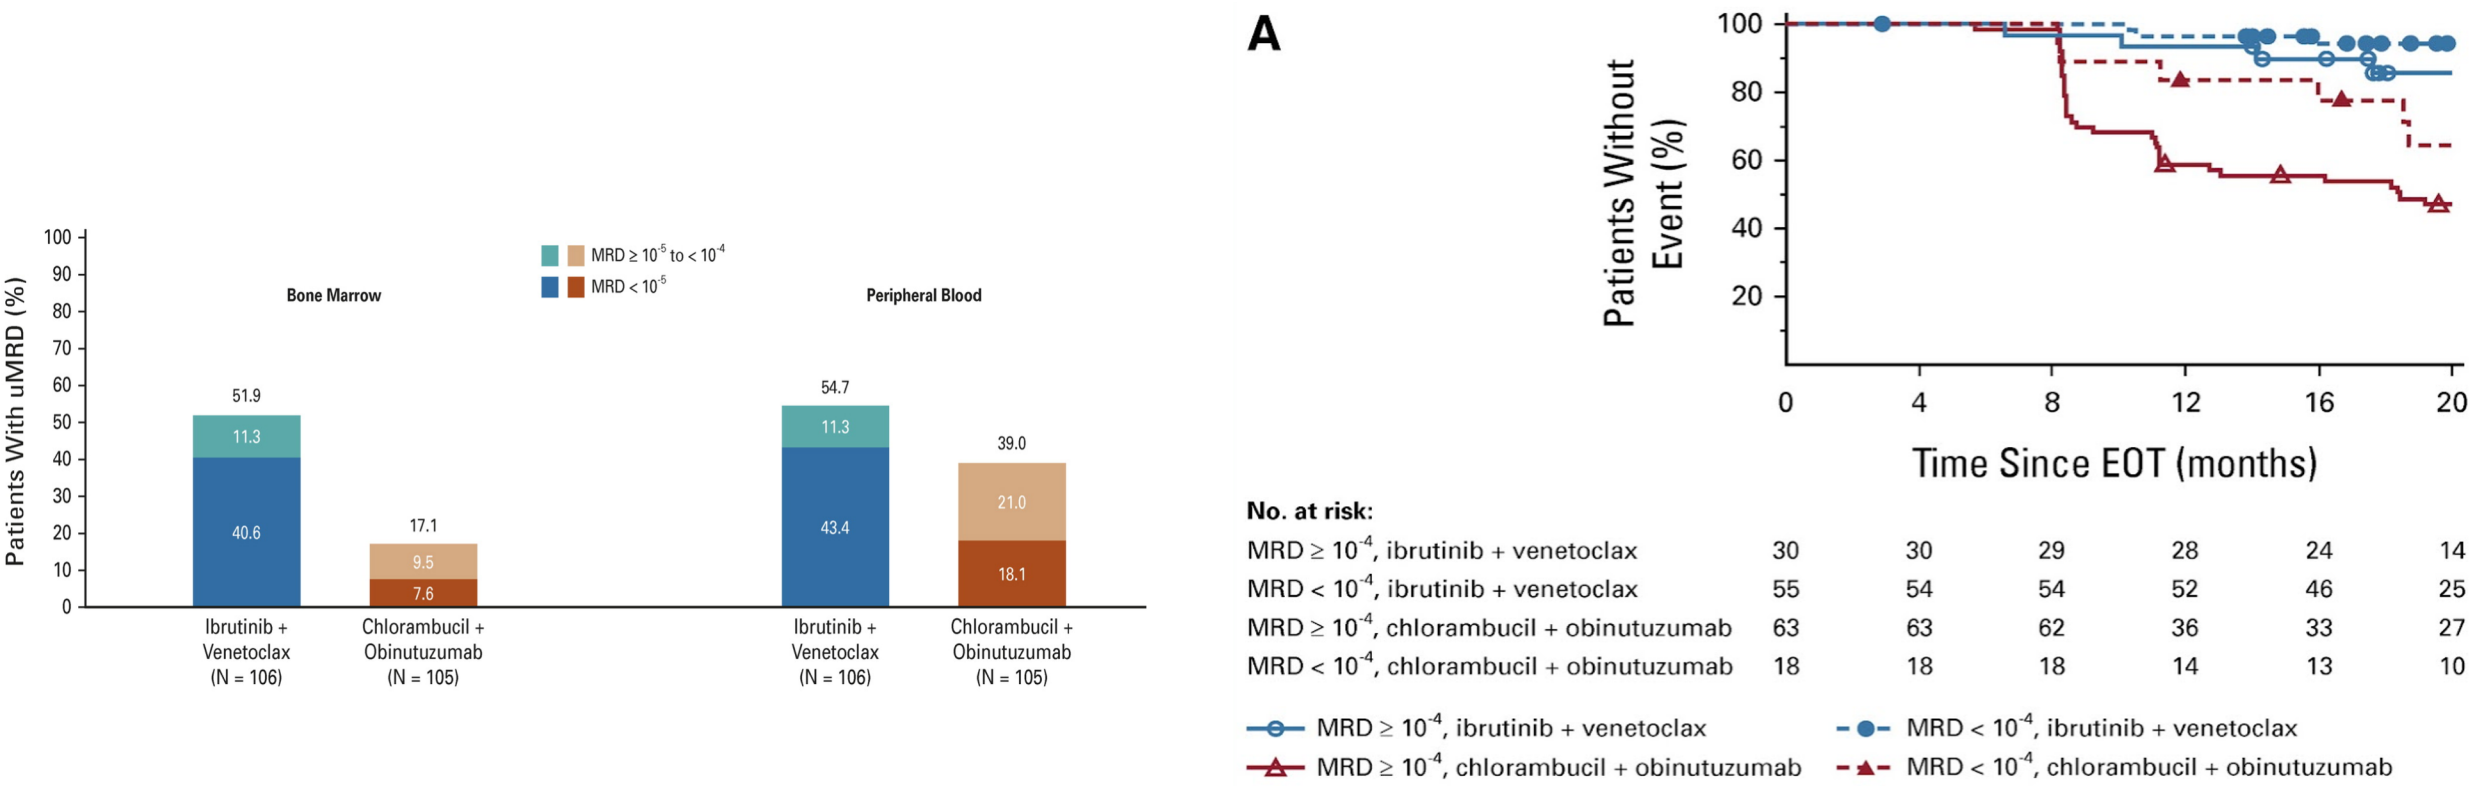 Patients With uMRD (%)
100
90
80
70
60
50
40
30
20
10
0
Bone Marrow
MRD ≥ 10⁻⁵ to < 10⁻⁴
MRD < 10⁻⁵
Peripheral Blood
51.9
11.3
40.6
17.1
9.5
7.6
54.7
11.3
43.4
39.0
21.0
18.1
Ibrutinib +
Venetoclax
(N = 106)
Chlorambucil +
Obinutuzumab
(N = 105)
Ibrutinib +
Venetoclax
(N = 106)
Chlorambucil +
Obinutuzumab
(N = 105)
A
Patients Without
Event (%)
100
80
60
40
20
0 4 8 12 16 20
Time Since EOT (months)
No. at risk:
MRD ≥ 10⁻⁴, ibrutinib + venetoclax 30 30 29 28 24 14
MRD < 10⁻⁴, ibrutinib + venetoclax 55 54 54 52 46 25
MRD ≥ 10⁻⁴, chlorambucil + obinutuzumab 63 63 62 36 33 27
MRD < 10⁻⁴, chlorambucil + obinutuzumab 18 18 18 14 13 10
MRD ≥ 10⁻⁴, ibrutinib + venetoclax
MRD < 10⁻⁴, ibrutinib + venetoclax
MRD ≥ 10⁻⁴, chlorambucil + obinutuzumab
MRD < 10⁻⁴, chlorambucil + obinutuzumab